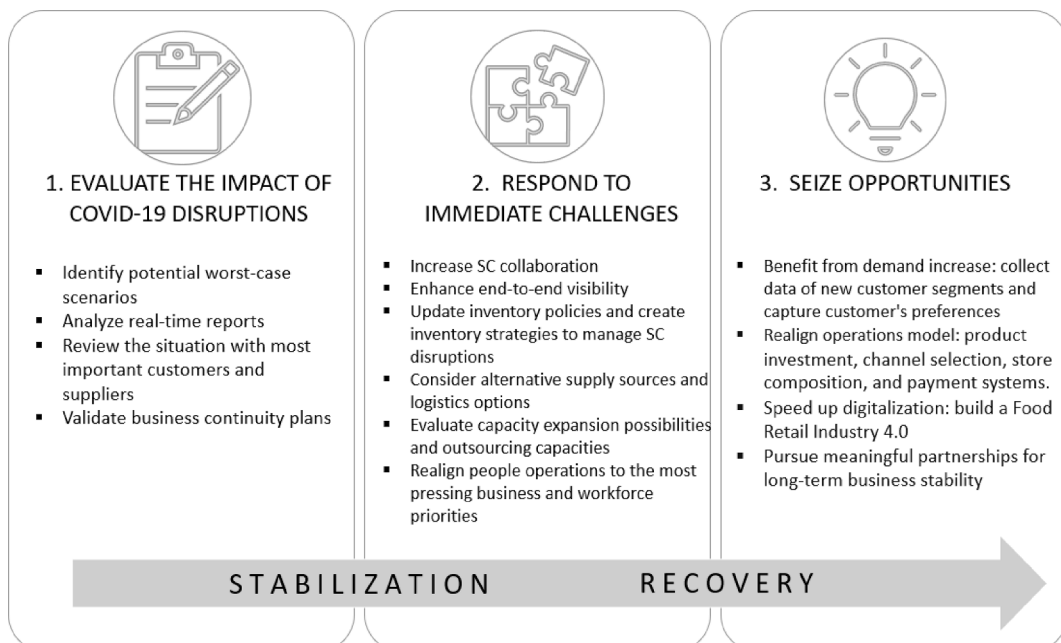 1. EVALUATE THE IMPACT OF
COVID-19 DISRUPTIONS
▪ Identify potential worst-case
scenarios
▪ Analyze real-time reports
▪ Review the situation with most
important customers and
suppliers
▪ Validate business continuity plans
2. RESPOND TO
IMMEDIATE CHALLENGES
▪ Increase SC collaboration
▪ Enhance end-to-end visibility
▪ Update inventory policies and create
inventory strategies to manage SC
disruptions
▪ Consider alternative supply sources and
logistics options
▪ Evaluate capacity expansion possibilities
and outsourcing capacities
▪ Realign people operations to the most
pressing business and workforce
priorities
3. SEIZE OPPORTUNITIES
▪ Benefit from demand increase: collect
data of new customer segments and
capture customer's preferences
▪ Realign operations model: product
investment, channel selection, store
composition, and payment systems.
▪ Speed up digitalization: build a Food
Retail Industry 4.0
▪ Pursue meaningful partnerships for
long-term business stability
STABILIZATION RECOVERY